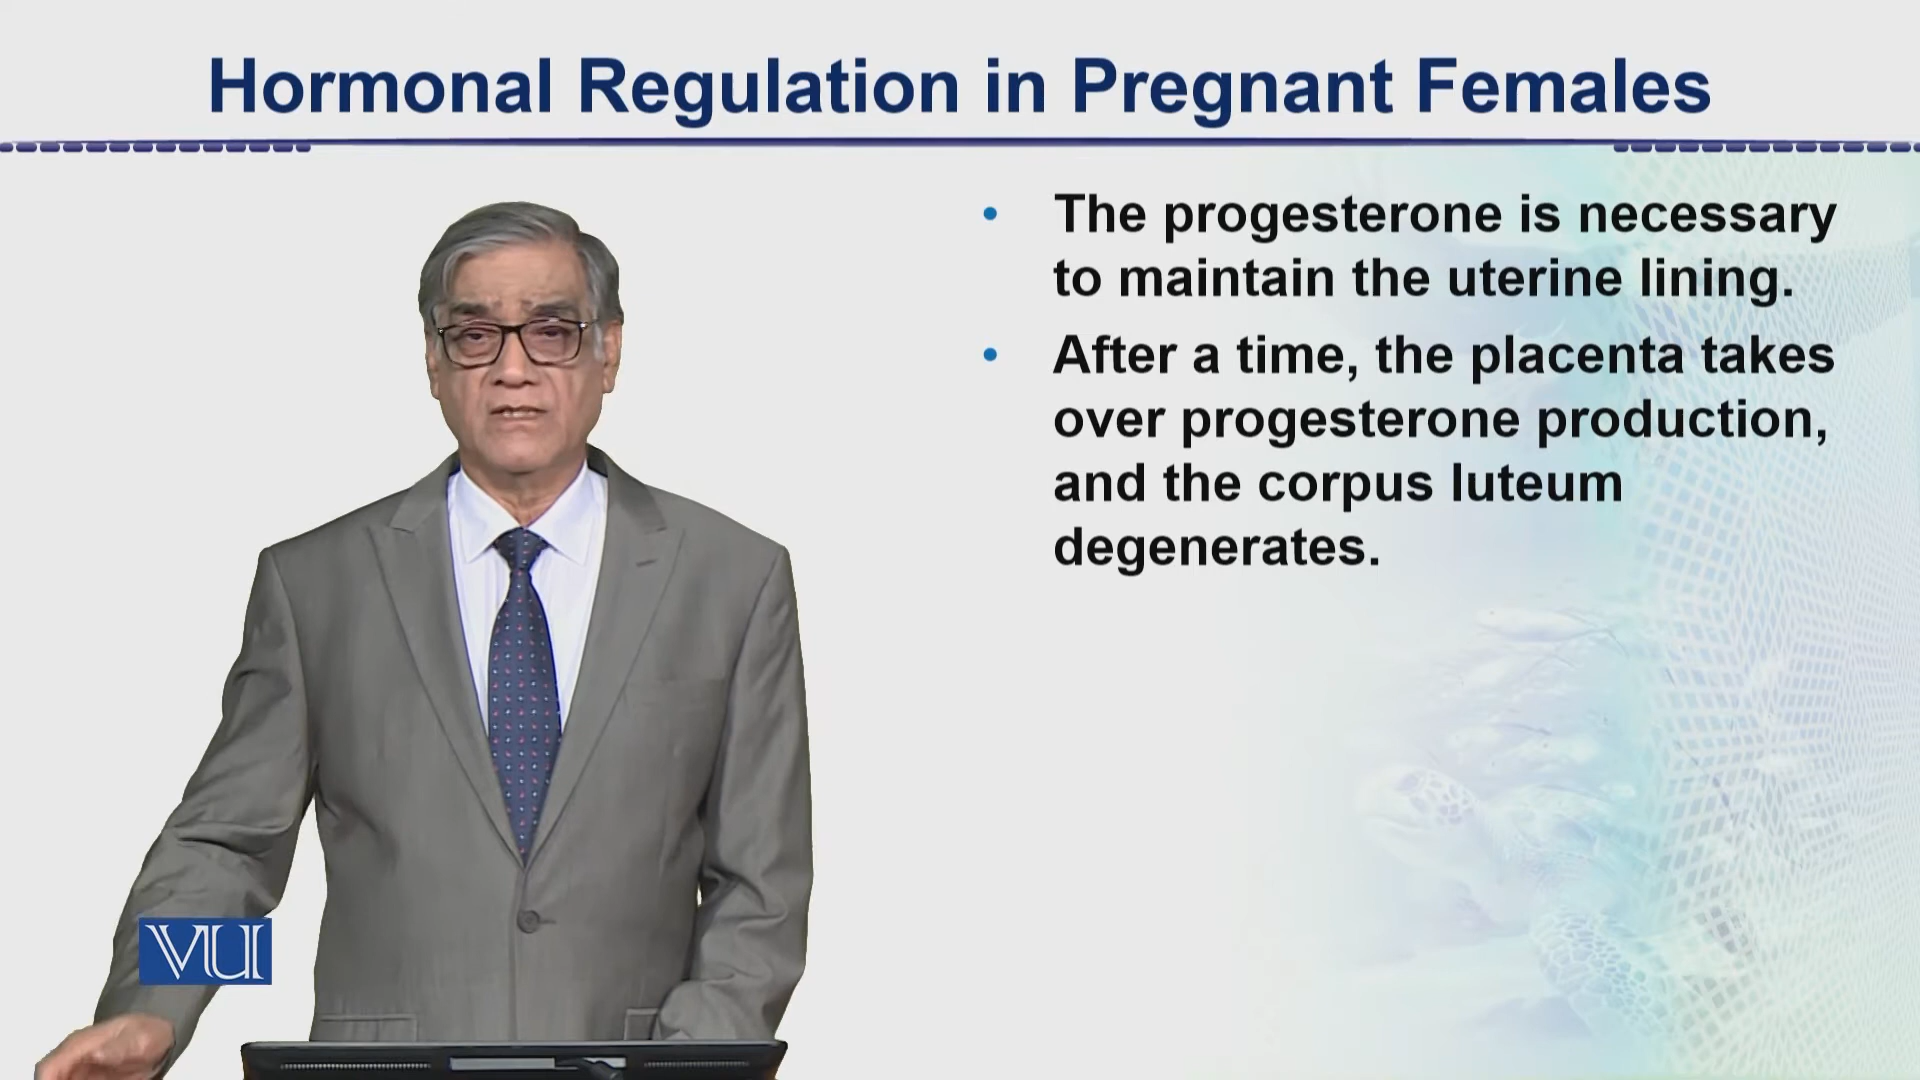 Hormonal Regulation in Pregnant Females
• The progesterone is necessary
to maintain the uterine lining.
• After a time, the placenta takes
over progesterone production,
and the corpus luteum
degenerates.
VU